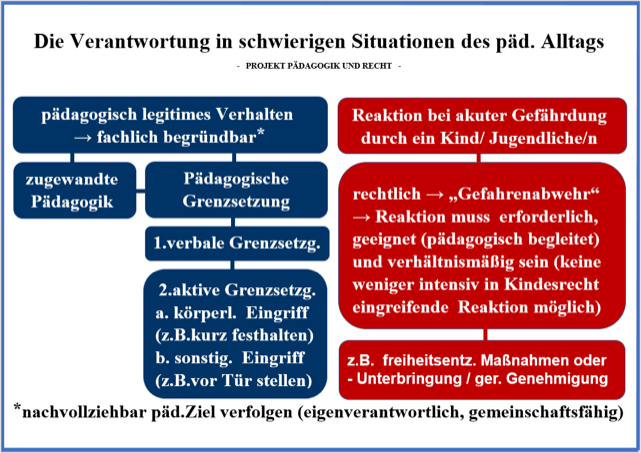 Die Verantwortung in schwierigen Situationen des päd. Alltags
- PROJEKT PÄDAGOGIK UND RECHT -
pädagogisch legitimes Verhalten
→ fachlich begründbar*
zugewandte
Pädagogik
Pädagogische
Grenzsetzung
1.verbale Grenzsetzg.
2.aktive Grenzsetzg.
a. körperl. Eingriff
(z.B.kurz festhalten)
b. sonstig. Eingriff
(z.B.vor Tür stellen)
Reaktion bei akuter Gefährdung
durch ein Kind/ Jugendliche/n
rechtlich → „Gefahrenabwehr“
→ Reaktion muss erforderlich,
geeignet (pädagogisch begleitet)
und verhältnismäßig sein (keine
weniger intensiv in Kindesrecht
eingreifende Reaktion möglich)
z.B. freiheitsentz. Maßnahmen oder
- Unterbringung / ger. Genehmigung
*nachvollziehbar päd.Ziel verfolgen (eigenverantwortlich, gemeinschaftsfähig)